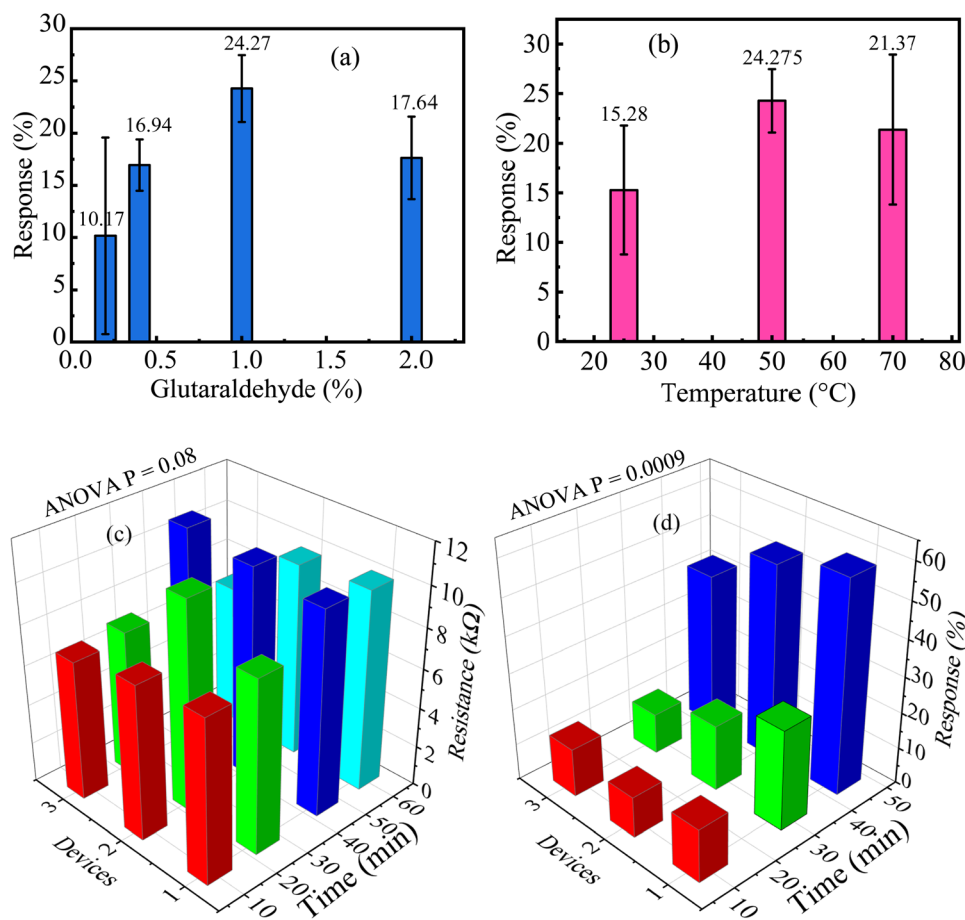 (a)
Response (%)
30
25
20
15
10
5
0
10.17
16.94
24.27
17.64
0.0 0.5 1.0 1.5 2.0
Glutaraldehyde (%)
(b)
Response (%)
30
25
20
15
10
5
0
15.28
24.275
21.37
20 30 40 50 60 70 80
Temperature (°C)
ANOVA P = 0.08
(c)
12
10
8
6
4
2
0
Resistance (kΩ)
3 2 1
Devices
10 20 30 40 50 60
Time (min)
ANOVA P = 0.0009
(d)
60
50
40
30
20
10
0
Response (%)
3 2 1
Devices
10 20 30 40 50
Time (min)